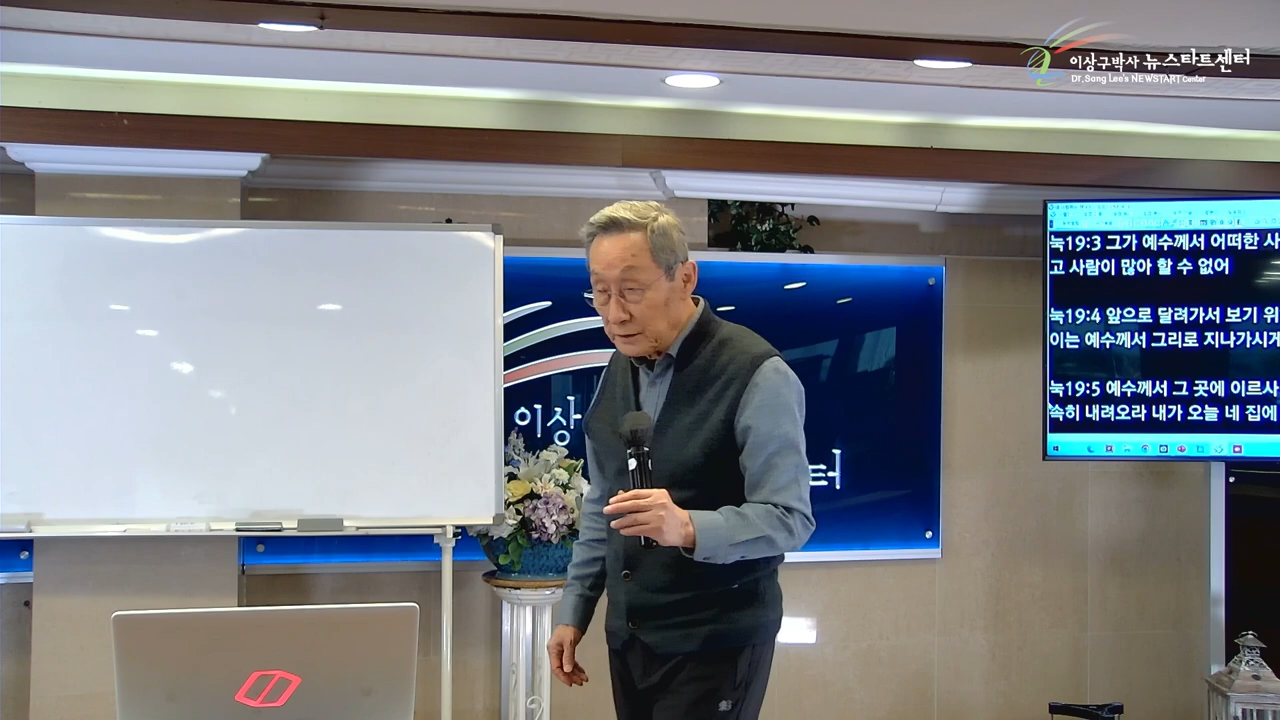 이상구박사 뉴스타트센터
Dr. Sang Lee's NEWSTART Center
눅19:3 그가 예수께서 어떠한 사
고 사람이 많아 할 수 없어
눅19:4 앞으로 달려가서 보기 위
이는 예수께서 그리로 지나가시게
눅19:5 예수께서 그 곳에 이르사
속히 내려오라 내가 오늘 네 집에
이상
터